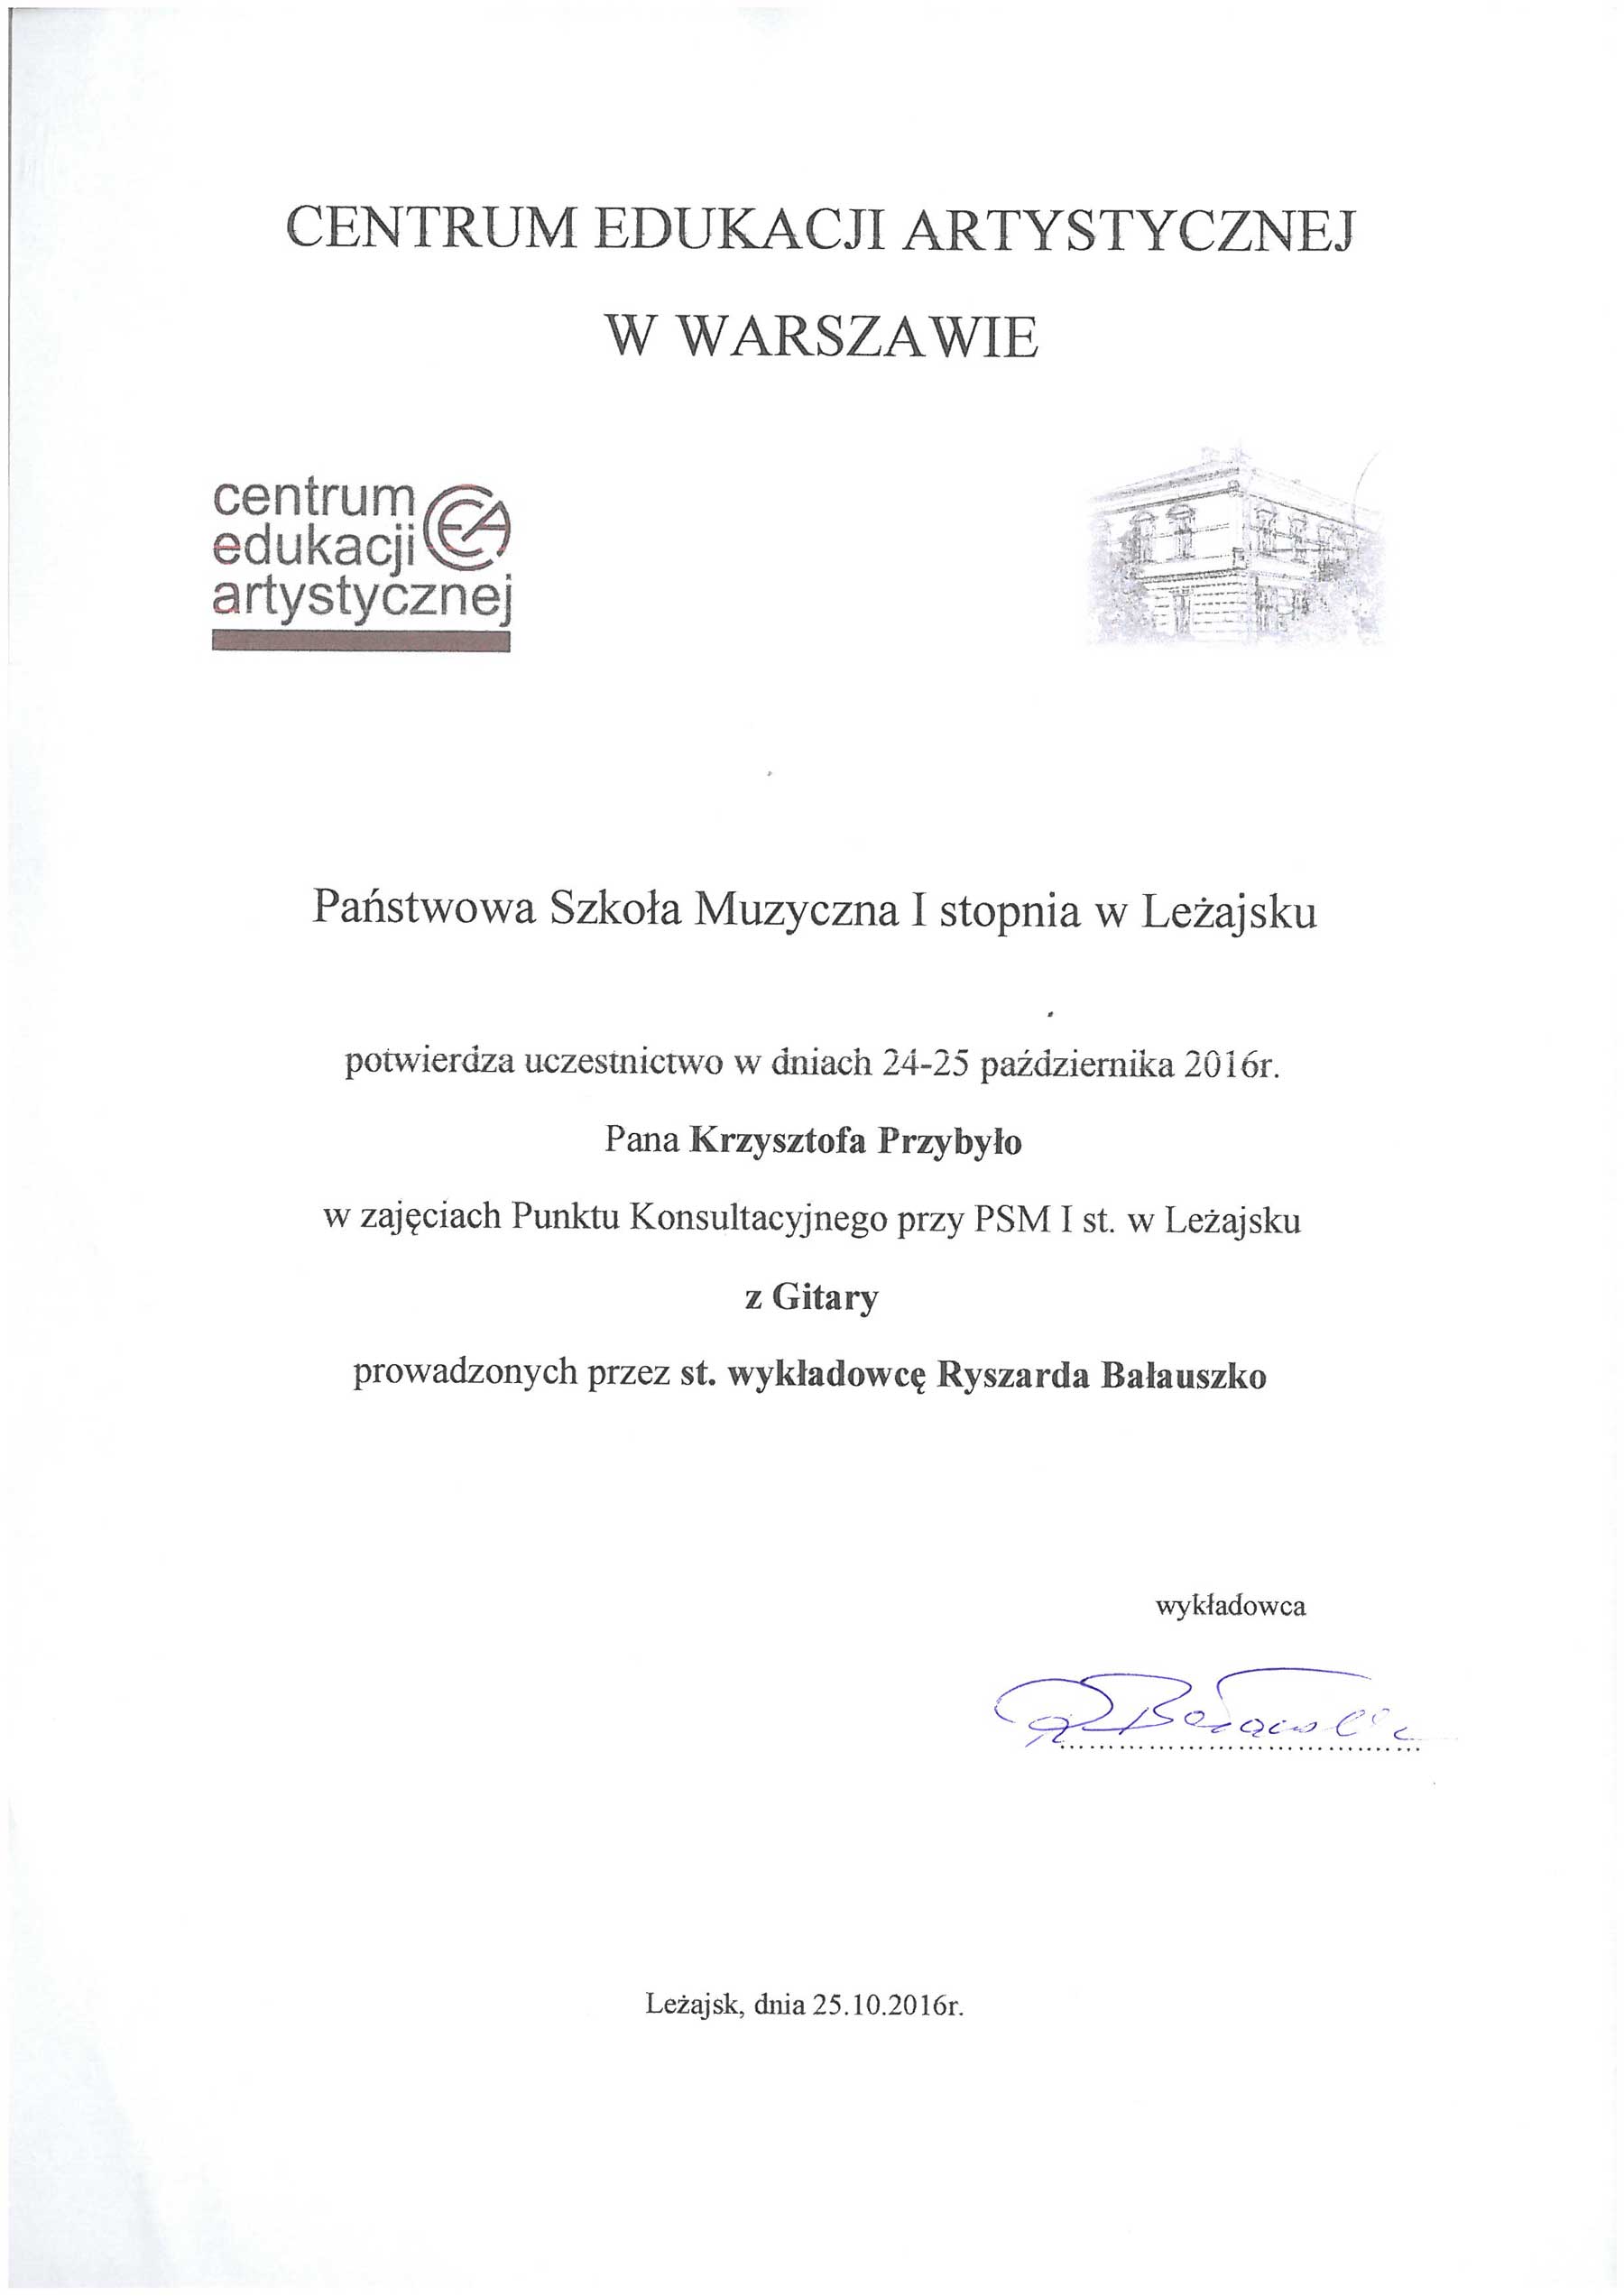 CENTRUM EDUKACJI ARTYSTYCZNEJ
W WARSZAWIE
centrum
edukacji
artystycznej
CEA
Państwowa Szkoła Muzyczna I stopnia w Leżajsku
potwierdza uczestnictwo w dniach 24-25 października 2016r.
Pana Krzysztofa Przybyło
w zajęciach Punktu Konsultacyjnego przy PSM I st. w Leżajsku
z Gitary
prowadzonych przez st. wykładowcę Ryszarda Bałauszko
wykładowca
Leżajsk, dnia 25.10.2016r.